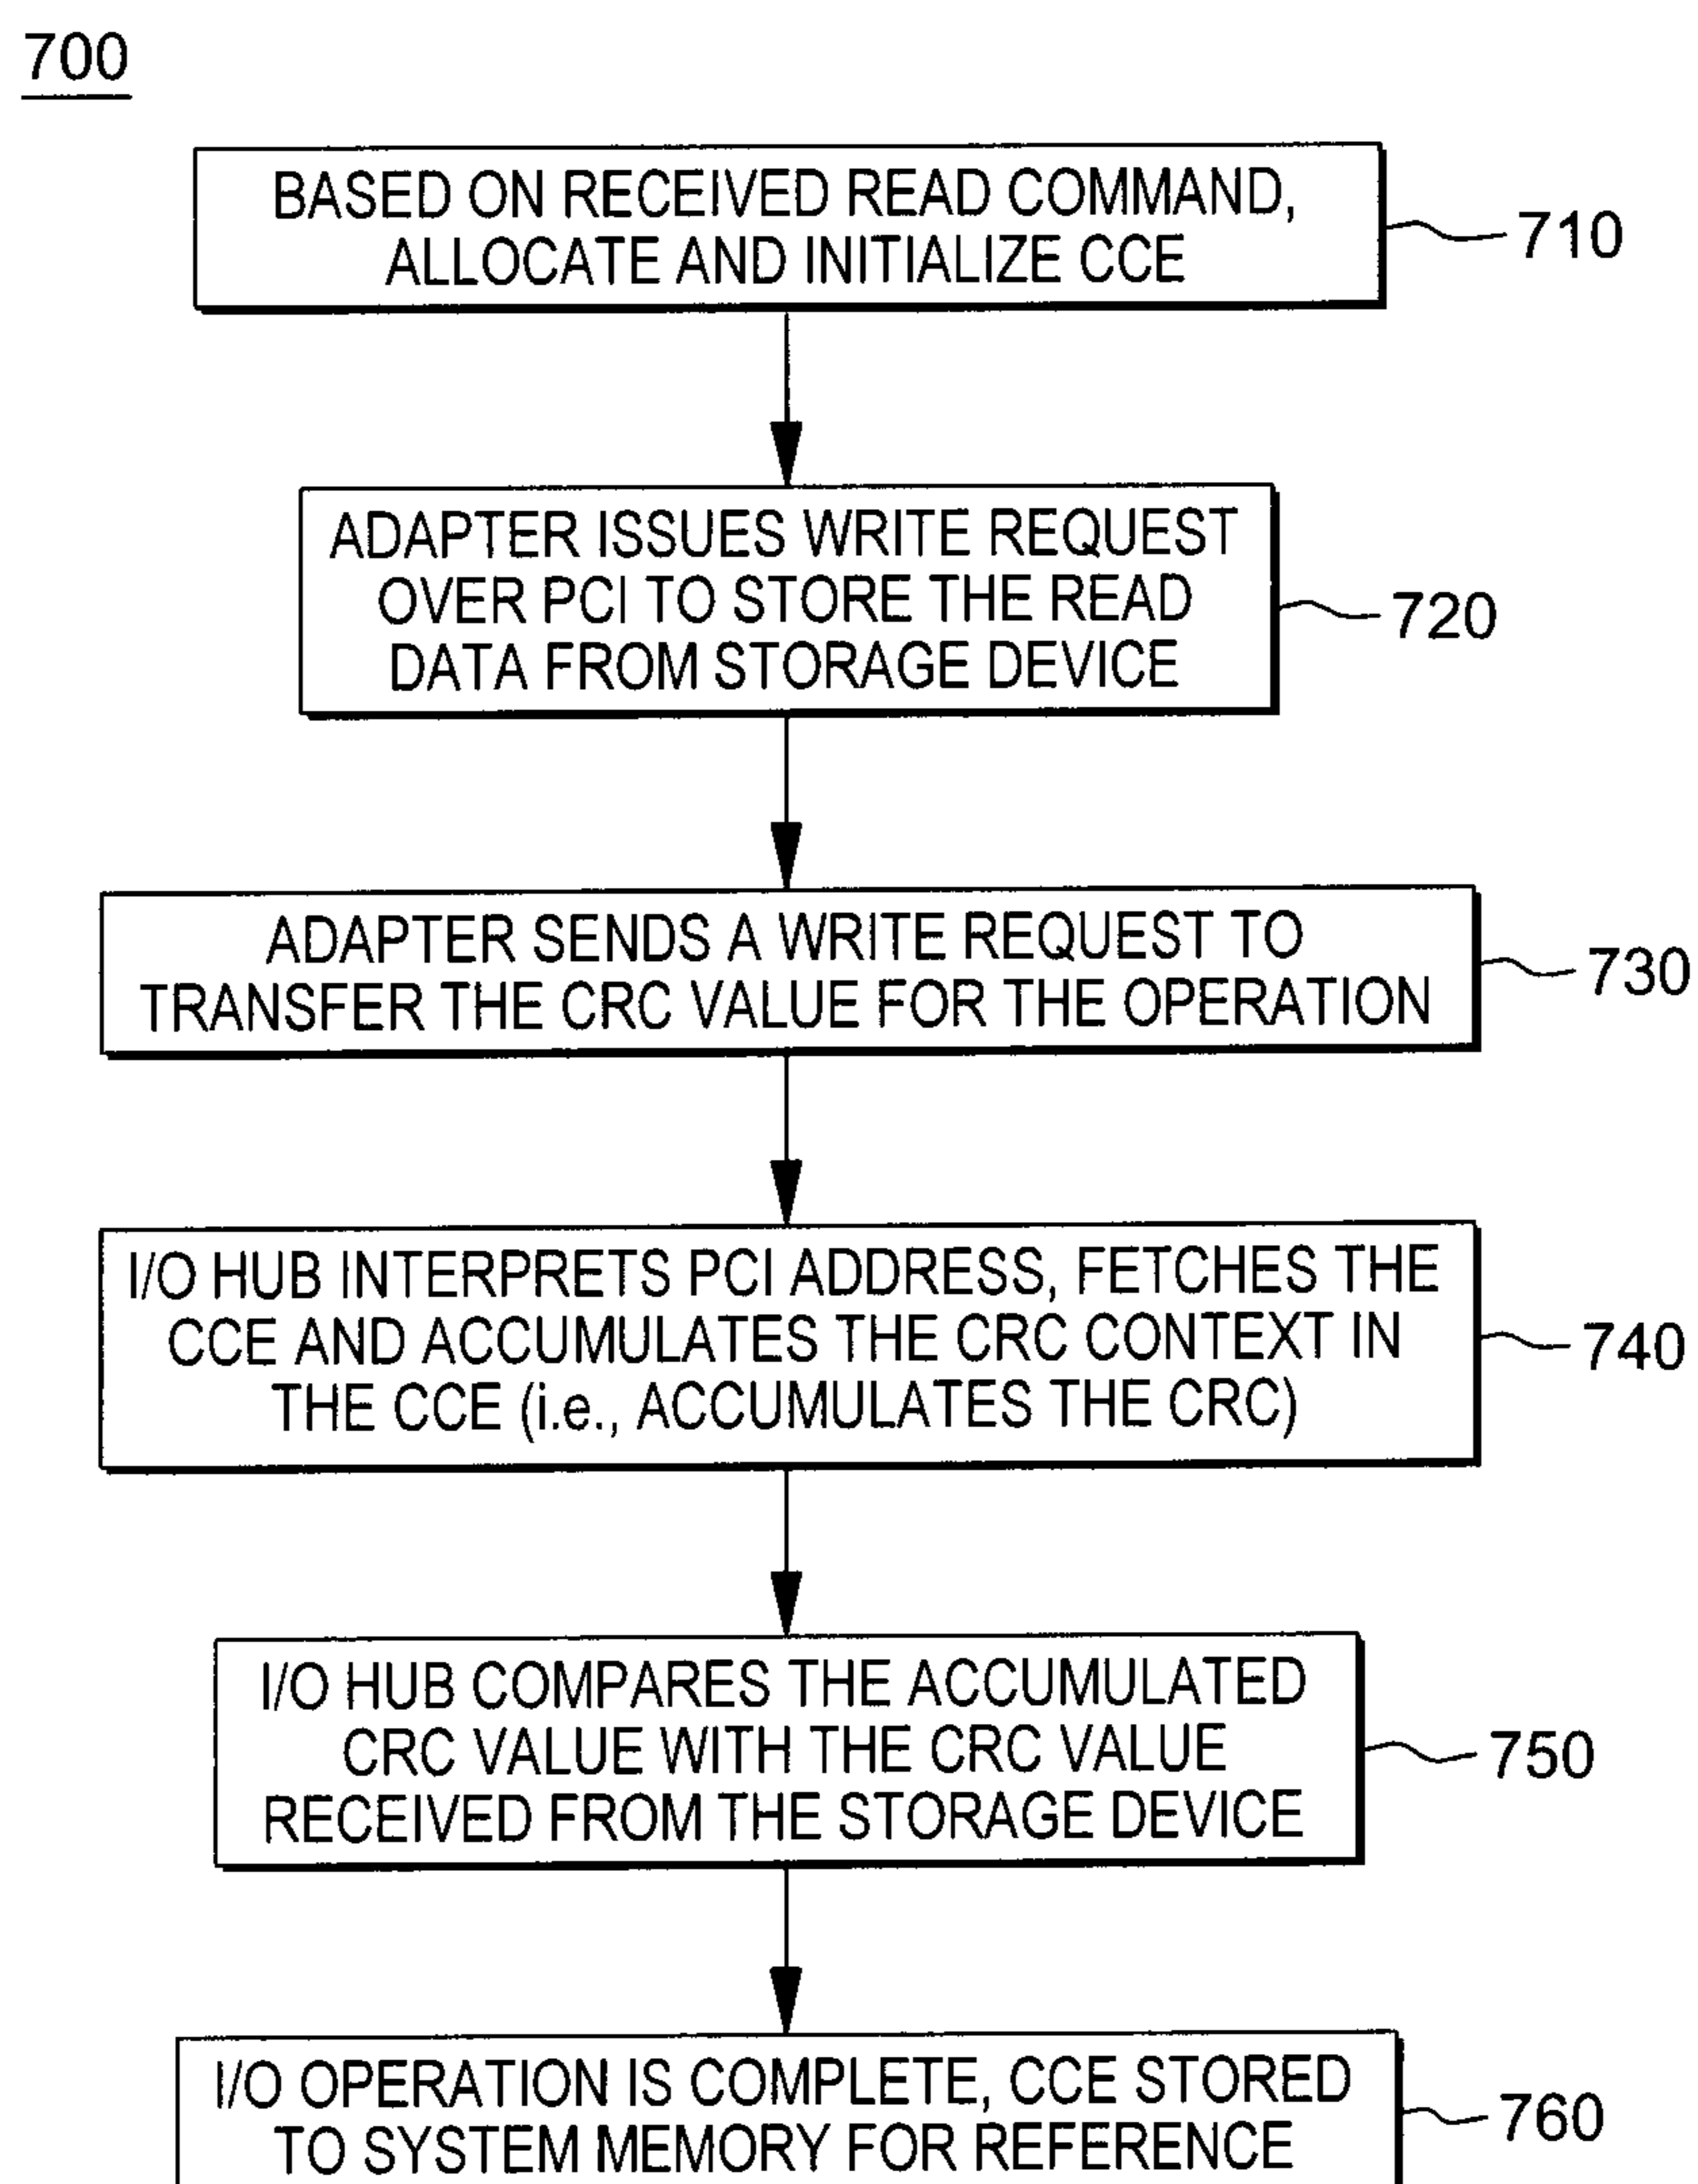 700
BASED ON RECEIVED READ COMMAND,
ALLOCATE AND INITIALIZE CCE
710
ADAPTER ISSUES WRITE REQUEST
OVER PCI TO STORE THE READ
DATA FROM STORAGE DEVICE
720
ADAPTER SENDS A WRITE REQUEST TO
TRANSFER THE CRC VALUE FOR THE OPERATION
730
I/O HUB INTERPRETS PCI ADDRESS, FETCHES THE
CCE AND ACCUMULATES THE CRC CONTEXT IN
THE CCE (i.e., ACCUMULATES THE CRC)
740
I/O HUB COMPARES THE ACCUMULATED
CRC VALUE WITH THE CRC VALUE
RECEIVED FROM THE STORAGE DEVICE
750
I/O OPERATION IS COMPLETE, CCE STORED
TO SYSTEM MEMORY FOR REFERENCE
760